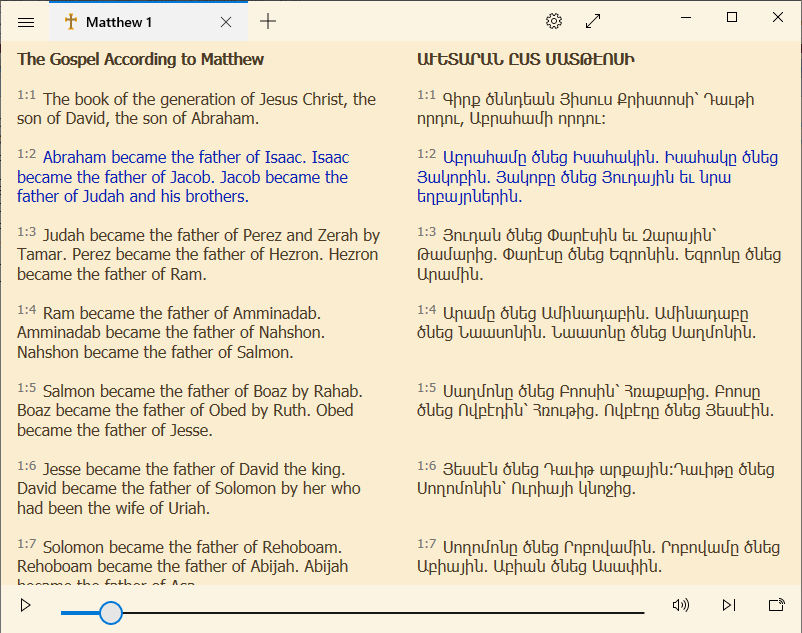 Matthew 1
The Gospel According to Matthew
1:1 The book of the generation of Jesus Christ, the
son of David, the son of Abraham.
1:2 Abraham became the father of Isaac. Isaac
became the father of Jacob. Jacob became the
father of Judah and his brothers.
1:3 Judah became the father of Perez and Zerah by
Tamar. Perez became the father of Hezron. Hezron
became the father of Ram.
1:4 Ram became the father of Amminadab.
Amminadab became the father of Nahshon.
Nahshon became the father of Salmon.
1:5 Salmon became the father of Boaz by Rahab.
Boaz became the father of Obed by Ruth. Obed
became the father of Jesse.
1:6 Jesse became the father of David the king.
David became the father of Solomon by her who
had been the wife of Uriah.
1:7 Solomon became the father of Rehoboam.
Rehoboam became the father of Abijah. Abijah
became the father of Asa.
ԱՒԵՏԱՐԱՆ ԸՍՏ ՄԱՏԹԷՈՍԻ
1:1 Գիրք ծննդեան Յիսուս Քրիստոսի՝ Դաւթի
որդու, Աբրահամի որդու:
1:2 Աբրահամը ծնեց Իսահակին. Իսահակը ծնեց
Յակոբին. Յակոբը ծնեց Յուդային եւ նրա
եղբայրներին.
1:3 Յուդան ծնեց Փարէսին եւ Զարային՝
Թամարից. Փարէսը ծնեց Եզրոնին. Եզրոնը ծնեց
Արամին.
1:4 Արամը ծնեց Ամինադաբին. Ամինադաբը
ծնեց Նաասոնին. Նաասոնը ծնեց Սաղմոնին.
1:5 Սաղմոնը ծնեց Բոոսին՝ Հռաքաբից. Բոոսը
ծնեց Ովբէդին՝ Հռութից. Ովբէդը ծնեց Յեսսէին.
1:6 Յեսսէն ծնեց Դաւիթ արքային:Դաւիթը ծնեց
Սողոմոնին՝ Ուրիայի կնոջից.
1:7 Սողոմոնը ծնեց Րոբովամին. Րոբովամը ծնեց
Աբիային. Աբիան ծնեց Ասափին.